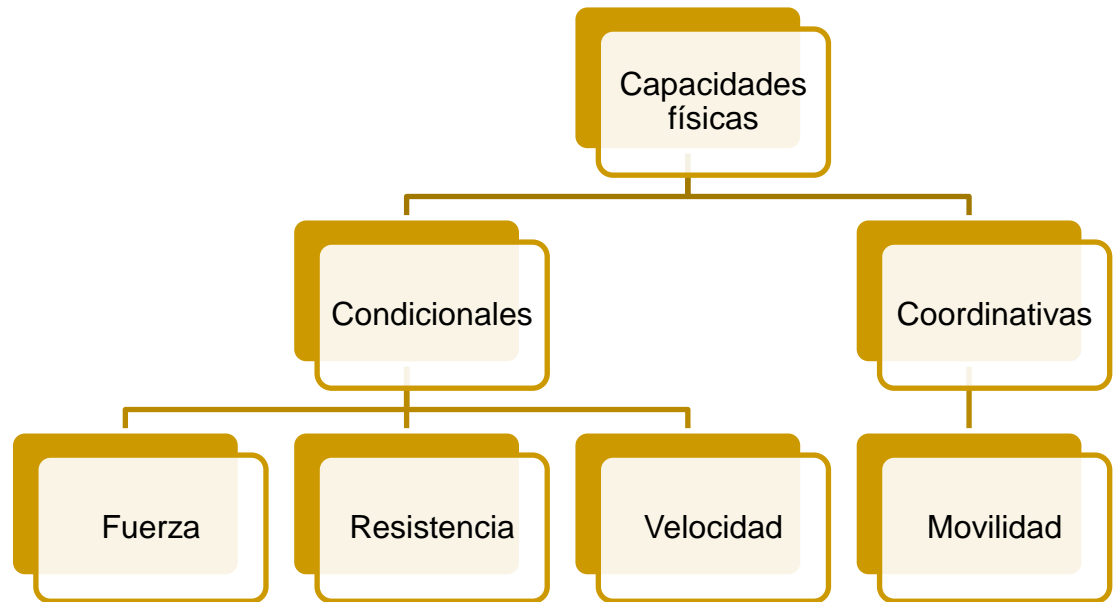 Capacidades
físicas
Condicionales
Coordinativas
Fuerza
Resistencia
Velocidad
Movilidad